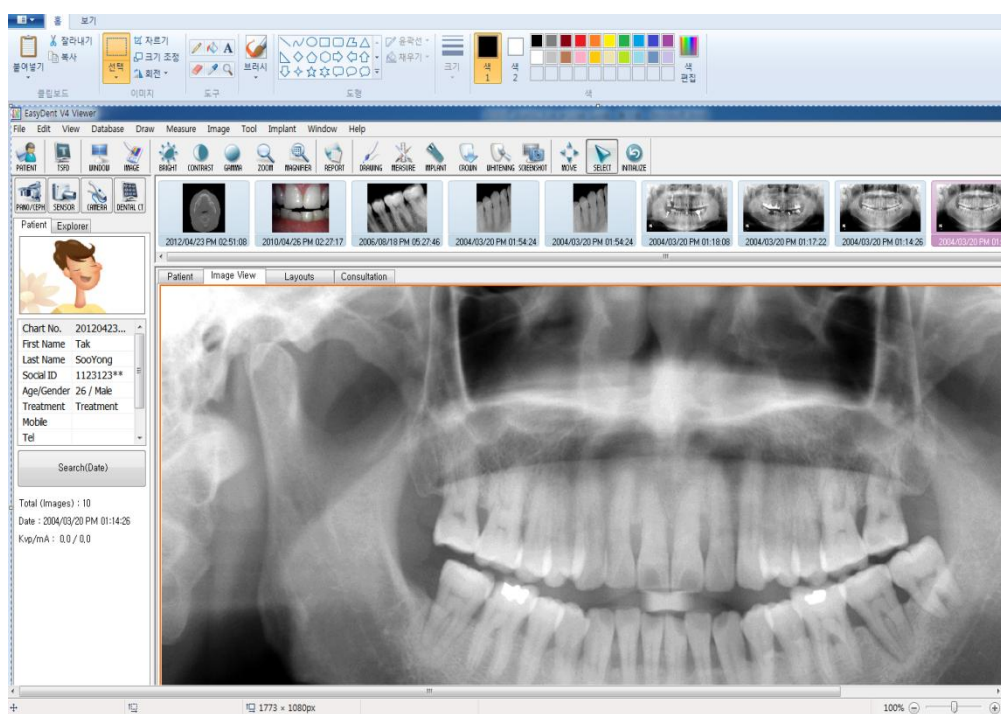 홈 보기
붙여넣기
잘라내기
복사
클립보드
선택
자르기
크기 조정
회전
이미지
A
도구
브러시
윤곽선
채우기
도형
크기
색
1
색
2
색
편집
색
EasyDent V4 Viewer
File Edit View Database Draw Measure Image Tool Implant Window Help
PATIENT TSFD WINDOW IMAGE BRIGHT CONTRAST GAMMA ZOOM MAGNIFIER REPORT DRAWING MEASURE IMPLANT CROWN WHITENING SCREENSHOT MOVE SELECT INITIALIZE
PANO/CEPH SENSOR CAMERA DENTAL CT
Patient Explorer
2012/04/23 PM 02:51:08 2010/04/26 PM 02:27:17 2006/08/18 PM 05:27:46 2004/03/20 PM 01:54:24 2004/03/20 PM 01:54:24 2004/03/20 PM 01:18:08 2004/03/20 PM 01:17:22 2004/03/20 PM 01:14:26 2004/03/20 PM
Patient Image View Layouts Consultation
Chart No. 20120423...
First Name Tak
Last Name SooYong
Social ID 1123123**
Age/Gender 26 / Male
Treatment Treatment
Mobile
Tel
Search(Date)
Total (Images) : 10
Date : 2004/03/20 PM 01:14:26
Kvp/mA : 0,0 / 0,0
1773 × 1080px
100%